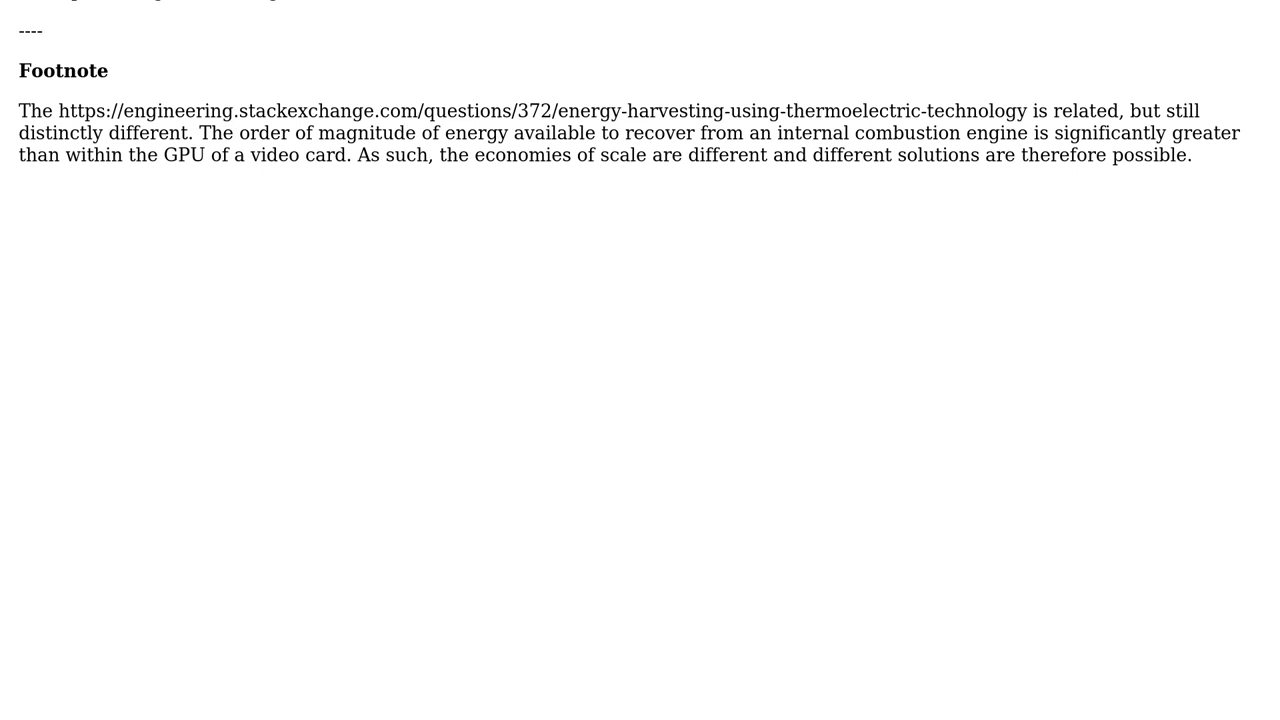 ----
Footnote
The https://engineering.stackexchange.com/questions/372/energy-harvesting-using-thermoelectric-technology is related, but still
distinctly different. The order of magnitude of energy available to recover from an internal combustion engine is significantly greater
than within the GPU of a video card. As such, the economies of scale are different and different solutions are therefore possible.